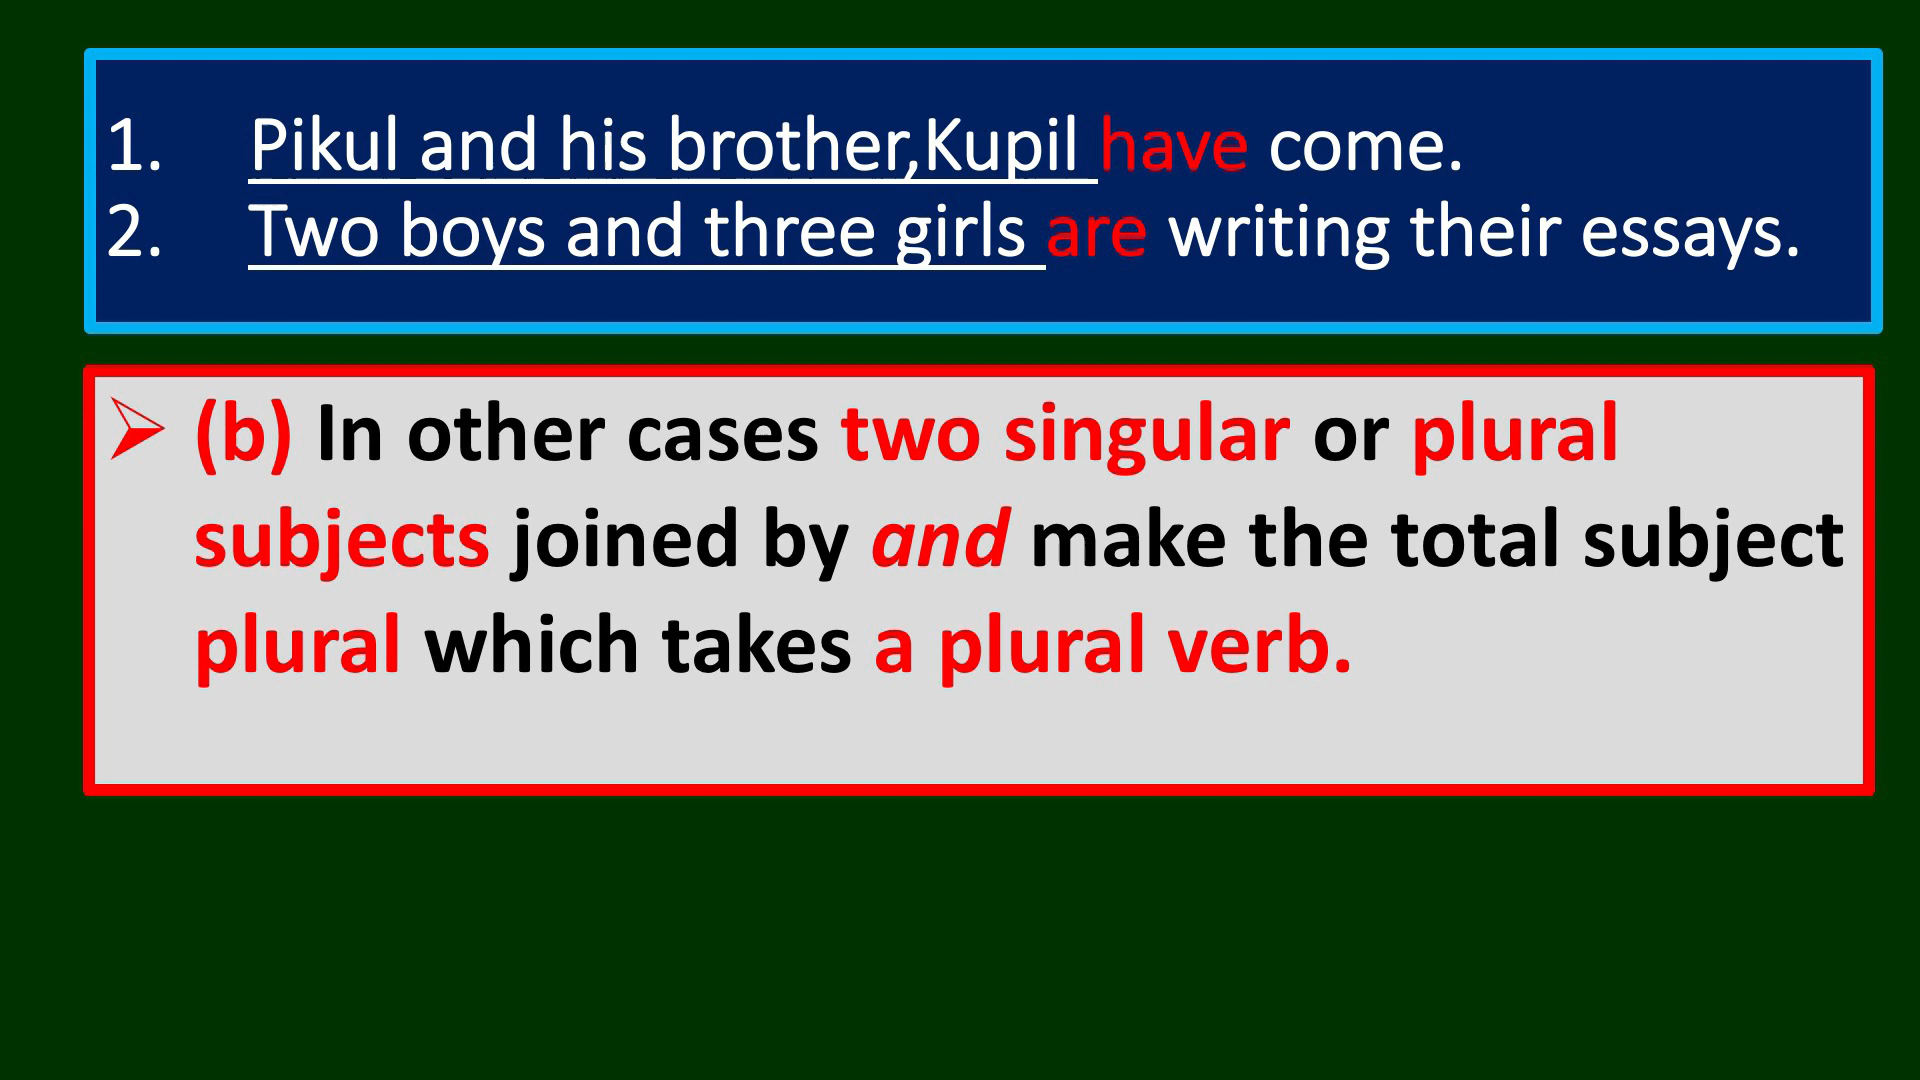 1. Pikul and his brother,Kupil have come.
2. Two boys and three girls are writing their essays.
(b) In other cases two singular or plural
subjects joined by and make the total subject
plural which takes a plural verb.